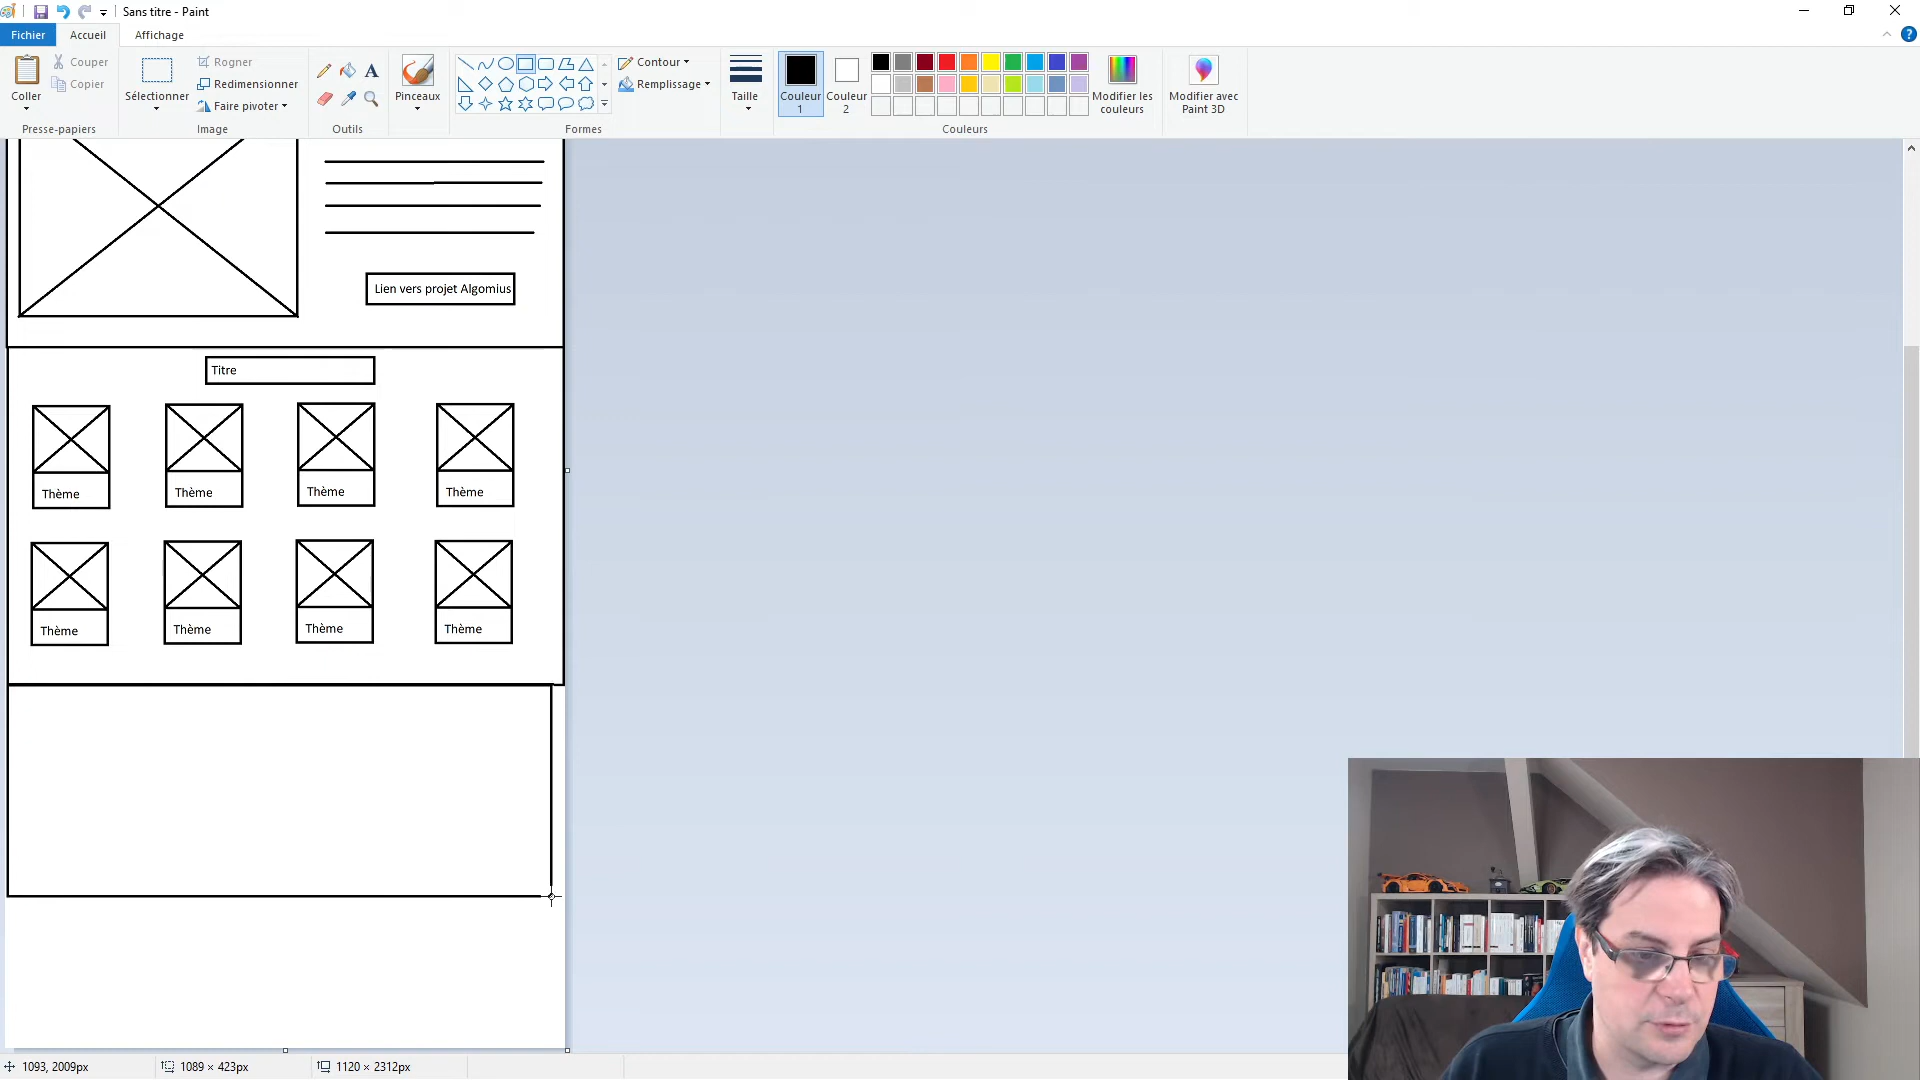 Sans titre - Paint
Fichier
Accueil
Affichage
Coller
Couper
Copier
Presse-papiers
Sélectionner
Rogner
Redimensionner
Faire pivoter
Image
Outils
Pinceaux
Contour
Remplissage
Formes
Taille
Couleur
1
Couleur
2
Modifier les
couleurs
Couleurs
Modifier avec
Paint 3D
Lien vers projet Algomius
Titre
Thème
Thème
Thème
Thème
Thème
Thème
Thème
Thème
1093, 2009px
1089 × 423px
1120 × 2312px